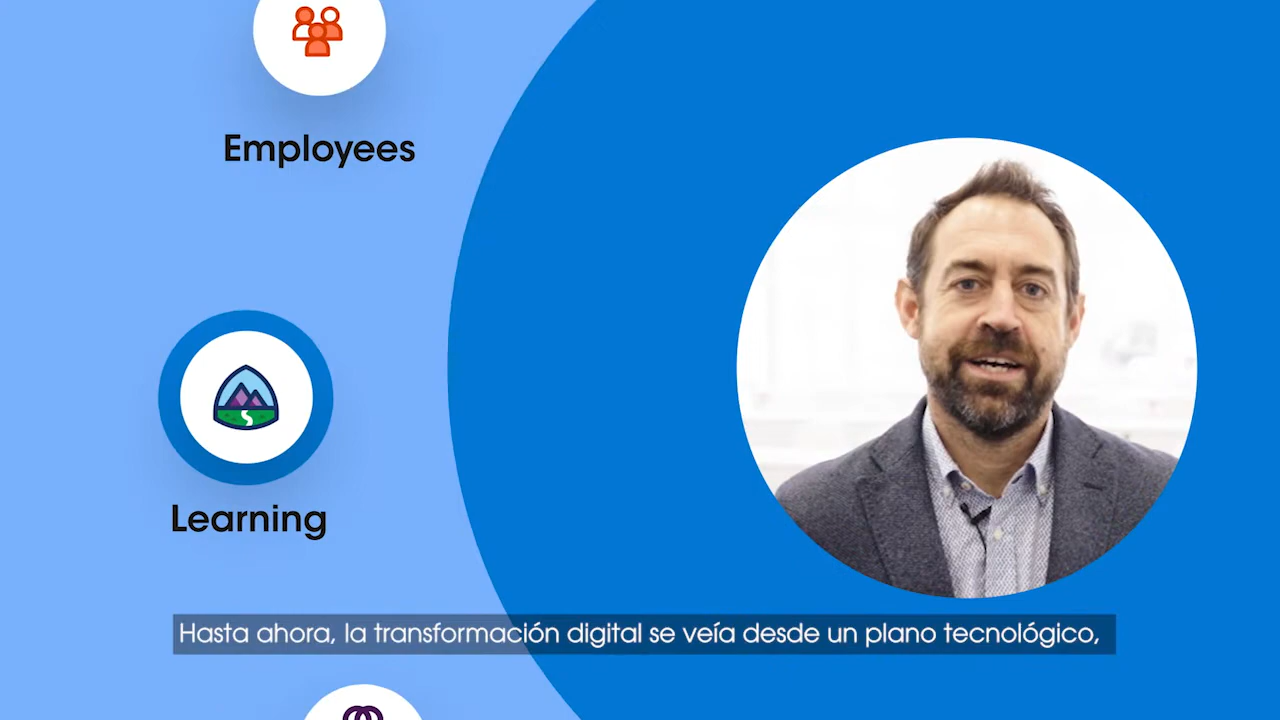 Employees
Learning
Hasta ahora, la transformación digital se veía desde un plano tecnológico,